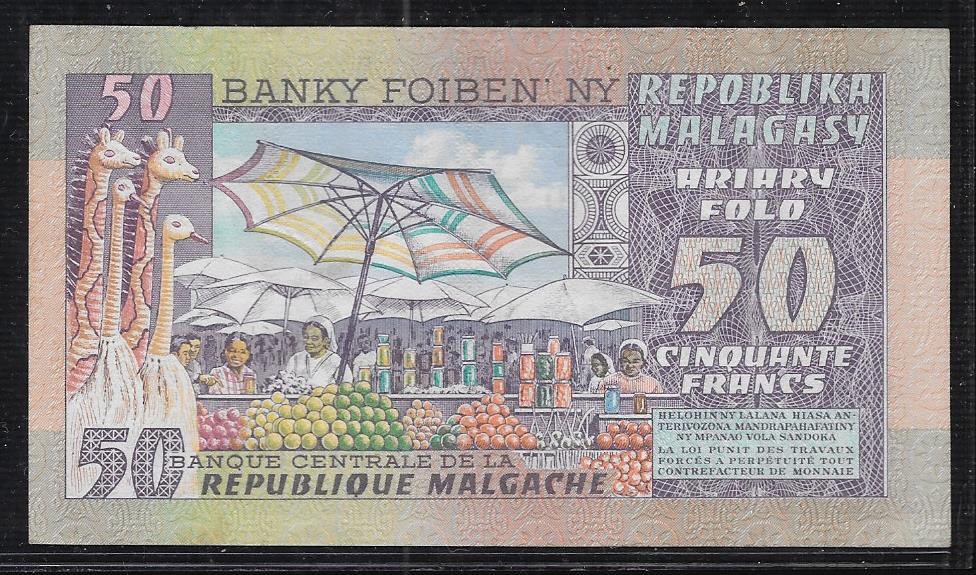 50
BANKY FOIBEN' NY
REPOBLIKA
MALAGASY
ARIARY
FOLO
50
CINQUANTE
FRANCS
HELOHIN'NY LALANA HIASA AN-
TERIVOZONA MANDRAPAHAFATINY
NY MPANAO VOLA SANDOKA
LA LOI PUNIT DES TRAVAUX
FORCÉS A PERPÉTUITÉ TOUT
CONTREFACTEUR DE MONNAIE
50
BANQUE CENTRALE DE LA
REPUBLIQUE MALGACHE